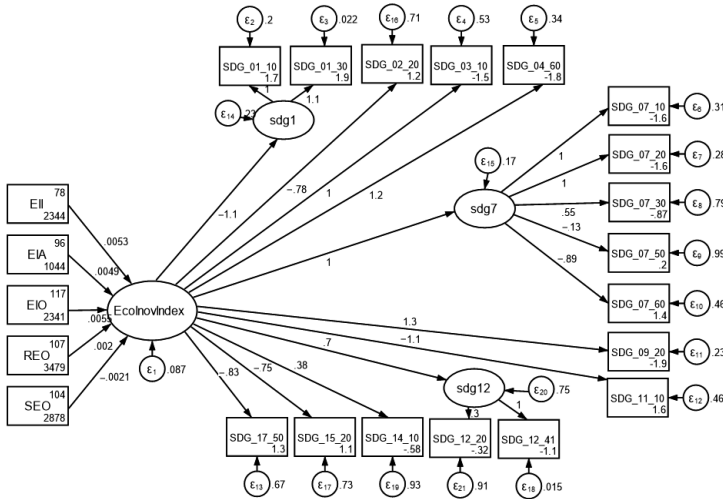 ε2 .2
ε3 .022
ε16 .71
ε4 .53
ε5 .34
SDG_01_10
1.7
SDG_01_30
1.9
SDG_02_20
1.2
SDG_03_10
-1.5
SDG_04_60
-1.8
1
1.1
ε14
sdg1
SDG_07_10
-1.6
ε6 .31
SDG_07_20
-1.6
ε7 .28
SDG_07_30
-.87
ε8 .79
SDG_07_50
.2
ε9 .99
SDG_07_60
1.4
ε10 .46
ε15 .17
sdg7
1
1
.55
-.13
-.89
-1.1
-.78
1
1.2
1
78
EII
2344
96
EIA
1044
117
EIO
2341
107
REO
3479
104
SEO
2878
.0053
.0049
.0055
.002
-.0021
EcoInovIndex
ε1 .087
1.3
-1.1
.7
SDG_09_20
-1.9
ε11 .23
SDG_11_10
1.6
ε12 .46
-.83
-.75
.38
sdg12
ε20 .75
.3
1
SDG_17_50
1.3
SDG_15_20
1.1
SDG_14_10
-.58
SDG_12_20
-.32
SDG_12_41
-1.1
ε13 .67
ε17 .73
ε19 .93
ε21 .91
ε18 .015